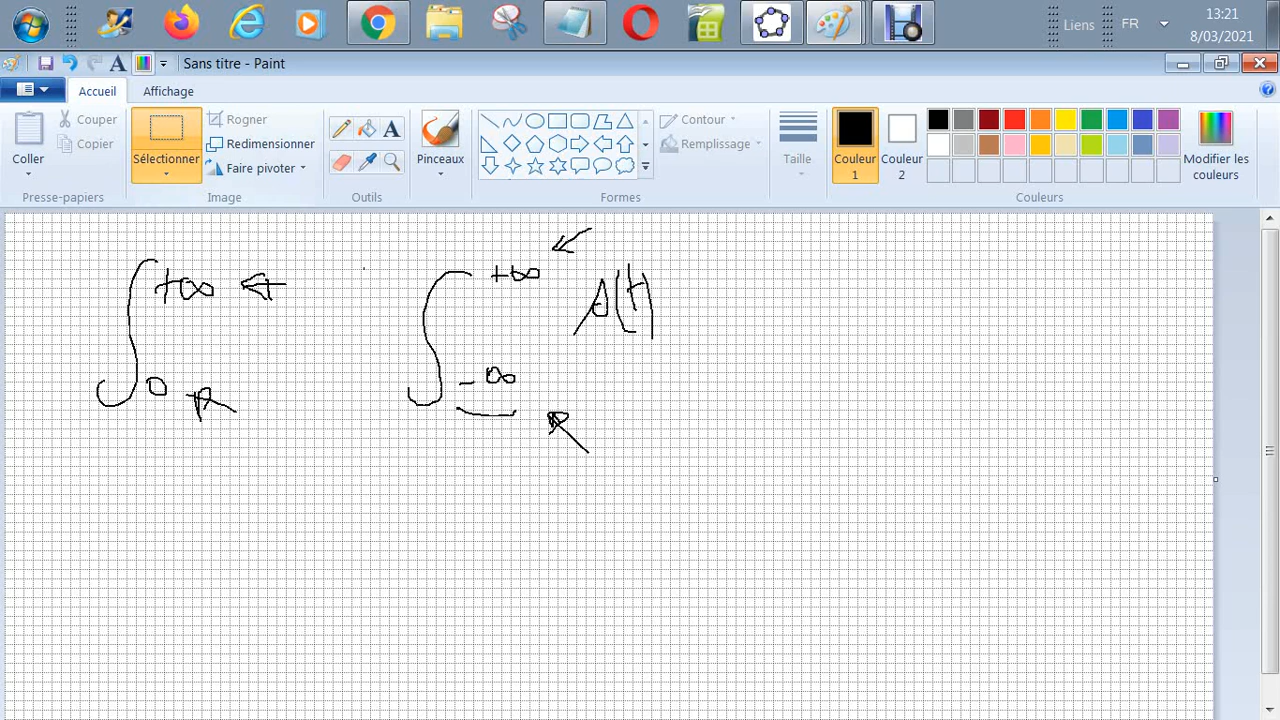 13:21
Liens FR
8/03/2021
Sans titre - Paint
Accueil Affichage
Coller
Couper
Copier
Presse-papiers
Sélectionner
Rogner
Redimensionner
Faire pivoter
Image
A
Outils
Pinceaux
Contour
Remplissage
Formes
Taille
Couleur 1
Couleur 2
Modifier les couleurs
Couleurs
∫ +∞
0
∫ +∞
-∞